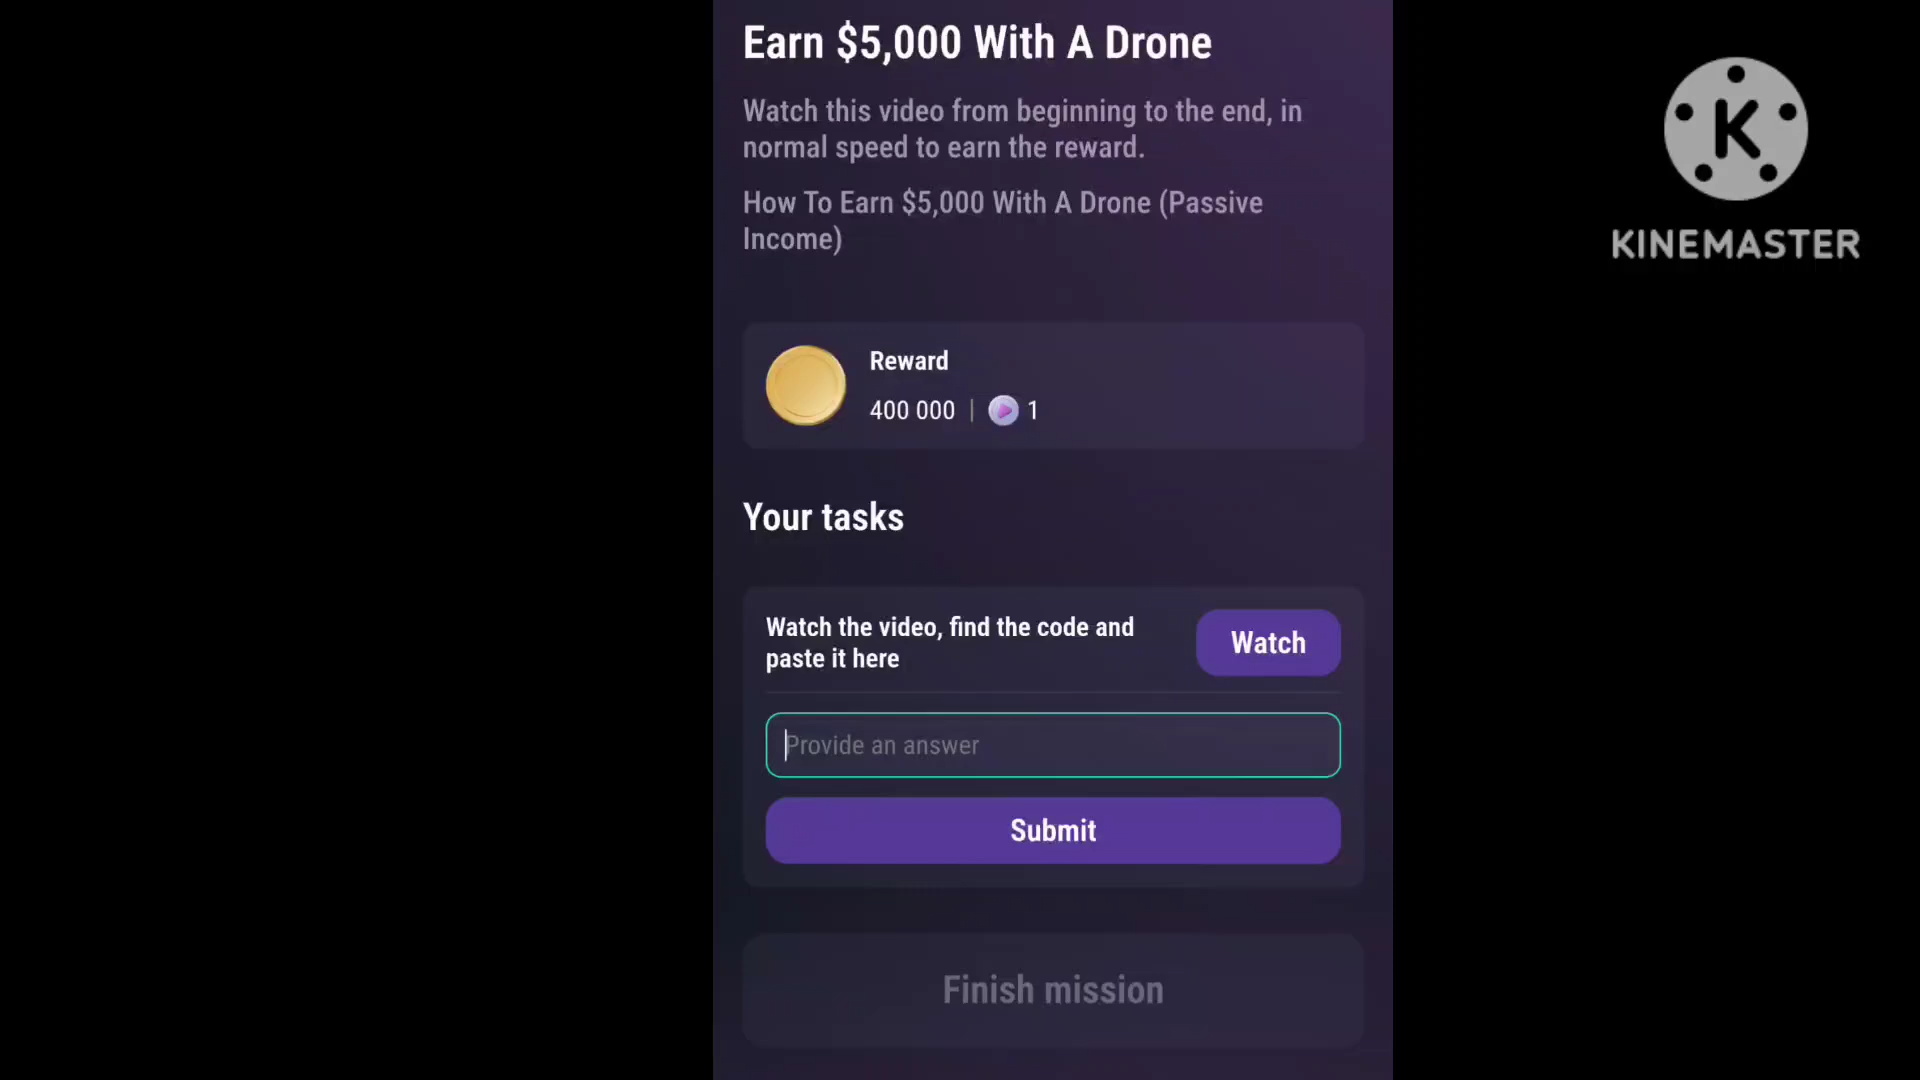 Earn $5,000 With A Drone
Watch this video from beginning to the end, in
normal speed to earn the reward.
How To Earn $5,000 With A Drone (Passive
Income)
Reward
400 000 | 1
Your tasks
Watch the video, find the code and
paste it here
Watch
Provide an answer
Submit
Finish mission
K
KINEMASTER